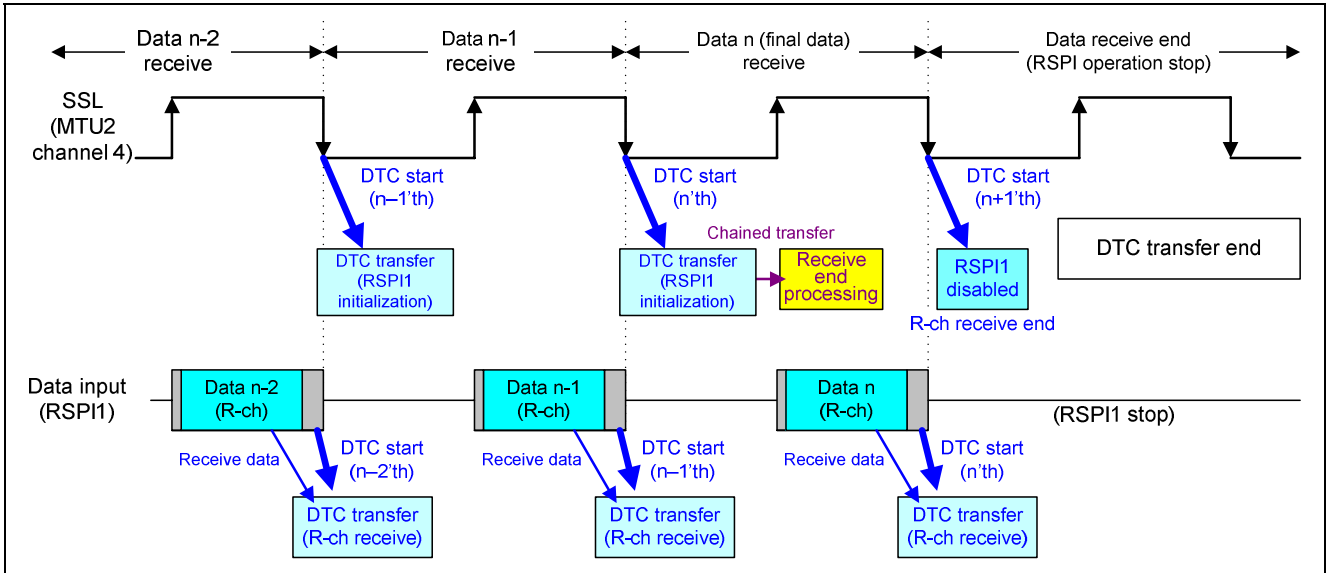 Data n-2
receive
Data n-1
receive
Data n (final data)
receive
Data receive end
(RSPI operation stop)
SSL
(MTU2
channel 4)
DTC start
(n–1'th)
DTC start
(n'th)
DTC start
(n+1'th)
Chained transfer
DTC transfer
(RSPI1
initialization)
DTC transfer
(RSPI1
initialization)
Receive
end
processing
RSPI1
disabled
R-ch receive end
DTC transfer end
Data input
(RSPI1)
Data n-2
(R-ch)
Data n-1
(R-ch)
Data n
(R-ch)
(RSPI1 stop)
Receive data
DTC start
(n–2'th)
Receive data
DTC start
(n–1'th)
Receive data
DTC start
(n'th)
DTC transfer
(R-ch receive)
DTC transfer
(R-ch receive)
DTC transfer
(R-ch receive)